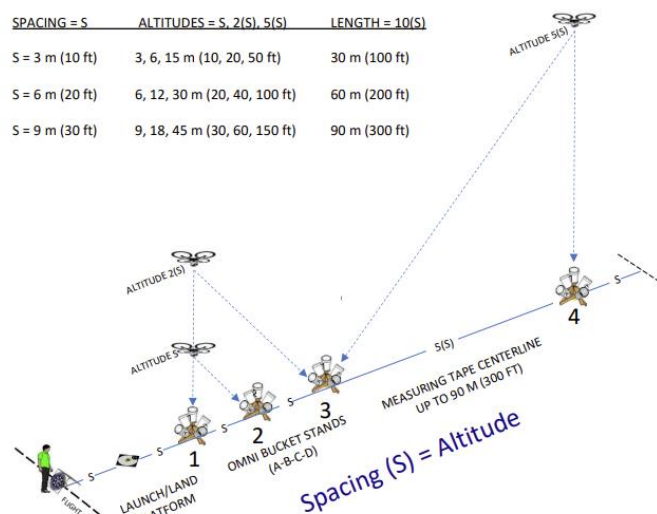 SPACING = S ALTITUDES = S, 2(S), 5(S) LENGTH = 10(S)
S = 3 m (10 ft) 3, 6, 15 m (10, 20, 50 ft) 30 m (100 ft)
S = 6 m (20 ft) 6, 12, 30 m (20, 40, 100 ft) 60 m (200 ft)
S = 9 m (30 ft) 9, 18, 45 m (30, 60, 150 ft) 90 m (300 ft)
ALTITUDE 5(S)
ALTITUDE 2(S)
ALTITUDE S
S
4
5(S)
S
3
S
2
S
1
S
S
MEASURING TAPE CENTERLINE
UP TO 90 M (300 FT)
OMNI BUCKET STANDS
(A-B-C-D)
Spacing (S) = Altitude
LAUNCH/LAND
FLIGHT